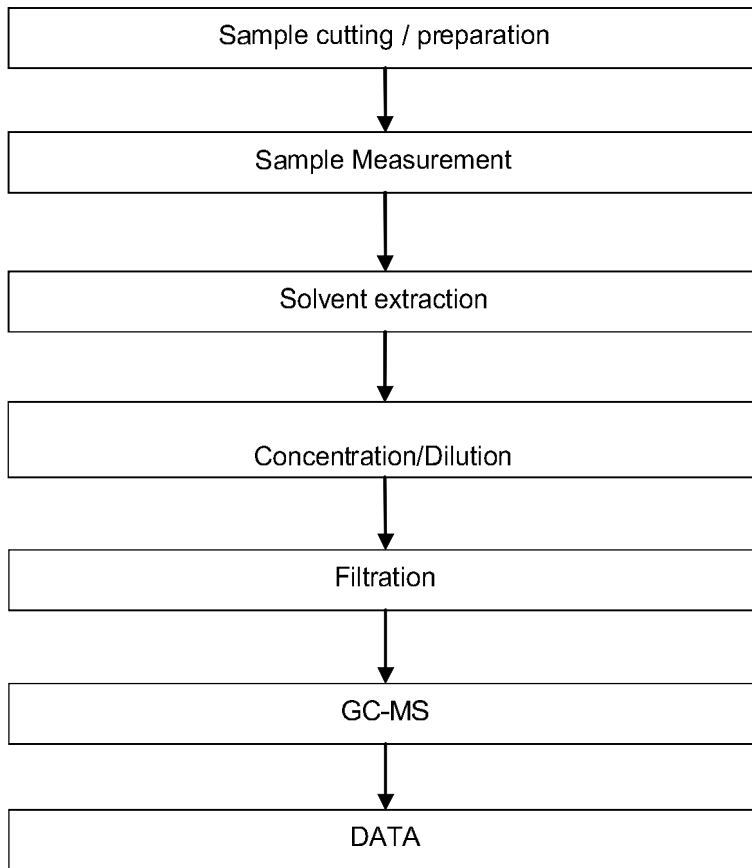 Sample cutting / preparation
Sample Measurement
Solvent extraction
Concentration/Dilution
Filtration
GC-MS
DATA